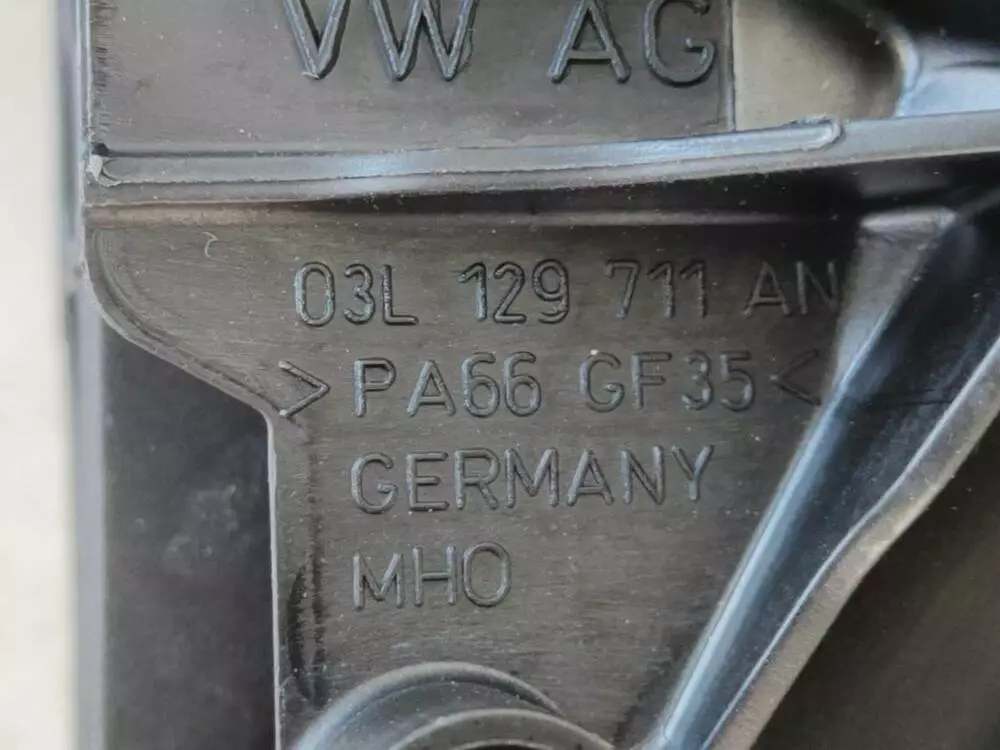 VW AG
03L 129 711 AN
>PA66 GF35<
GERMANY
MHO